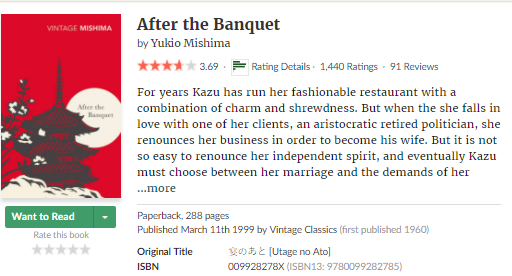 VINTAGE MISHIMA
After the
Banquet
Want to Read
Rate this book
After the Banquet
by Yukio Mishima
3.69 · Rating Details · 1,440 Ratings · 91 Reviews
For years Kazu has run her fashionable restaurant with a
combination of charm and shrewdness. But when the she falls in
love with one of her clients, an aristocratic retired politician, she
renounces her business in order to become his wife. But it is not
so easy to renounce her independent spirit, and eventually Kazu
must choose between her marriage and the demands of her
...more
Paperback, 288 pages
Published March 11th 1999 by Vintage Classics (first published 1960)
Original Title 宴のあと [Utage no Ato]
ISBN 009928278X (ISBN13: 9780099282785)